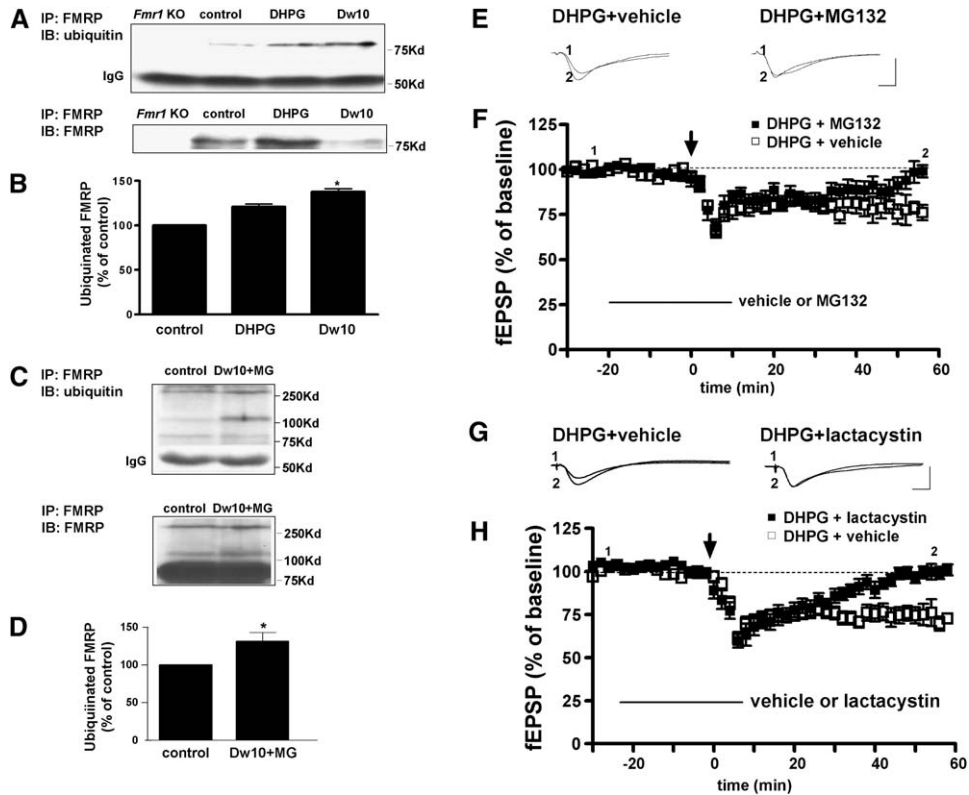 A
IP: FMRP
IB: ubiquitin
Fmr1 KO control DHPG Dw10
75Kd
IgG
50Kd
IP: FMRP
IB: FMRP
Fmr1 KO control DHPG Dw10
75Kd
B
Ubiquinated FMRP
(% of control)
150
100
50
0
control DHPG Dw10
*
C
IP: FMRP
IB: ubiquitin
control Dw10+MG
250Kd
100Kd
75Kd
IgG
50Kd
IP: FMRP
IB: FMRP
control Dw10+MG
250Kd
100Kd
75Kd
D
Ubiquiinated FMRP
(% of control)
150
100
50
0
*
control Dw10+MG
E
DHPG+vehicle DHPG+MG132
1
2
1
2
F
fEPSP (% of baseline)
125
100
75
50
25
0
DHPG + MG132
DHPG + vehicle
1
2
vehicle or MG132
-20 0 20 40 60
time (min)
G
DHPG+vehicle DHPG+lactacystin
1
2
1
2
H
fEPSP (% of baseline)
125
100
75
50
25
0
DHPG + lactacystin
DHPG + vehicle
1
2
vehicle or lactacystin
-20 0 20 40 60
time (min)